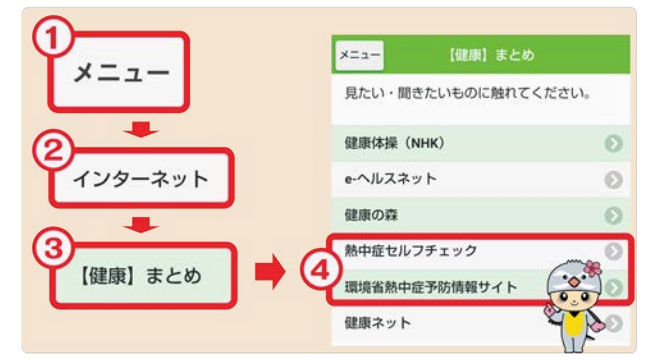 ①
メニュー
②
インターネット
③
【健康】まとめ
④
メニュー 【健康】まとめ
見たい・聞きたいものに触れてください。
健康体操（NHK）
e-ヘルスネット
健康の森
熱中症セルフチェック
環境省熱中症予防情報サイト
健康ネット